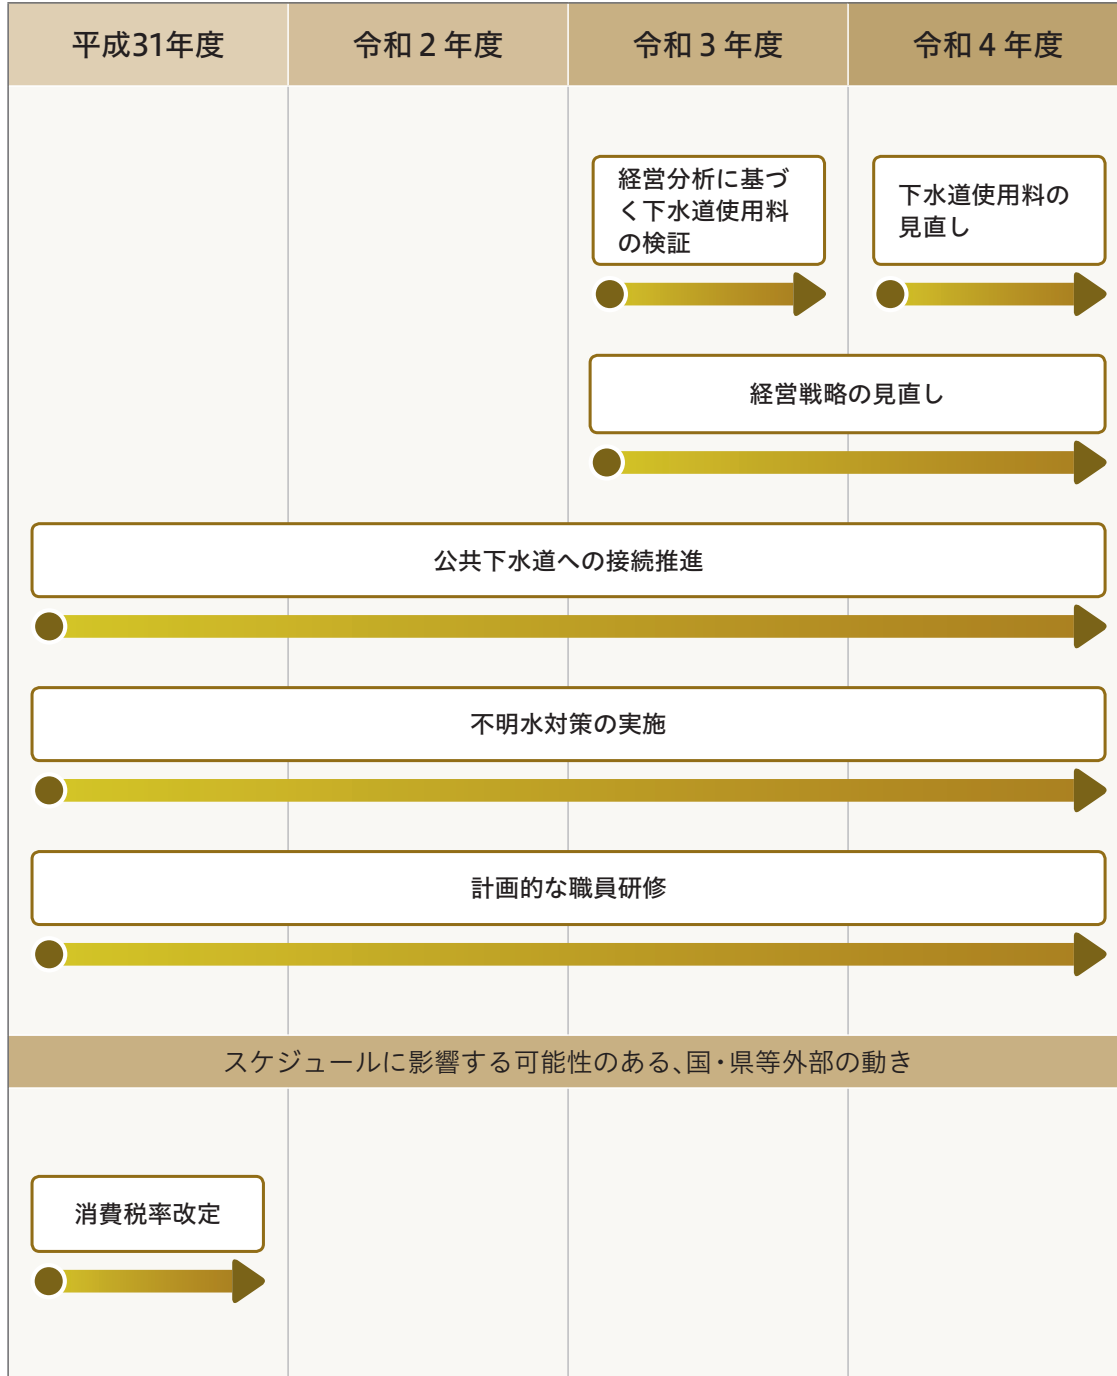 平成31年度
令和２年度
令和３年度
令和４年度
経営分析に基づ
く下水道使用料
の検証
下水道使用料の
見直し
経営戦略の見直し
公共下水道への接続推進
不明水対策の実施
計画的な職員研修
スケジュールに影響する可能性のある、国・県等外部の動き
消費税率改定